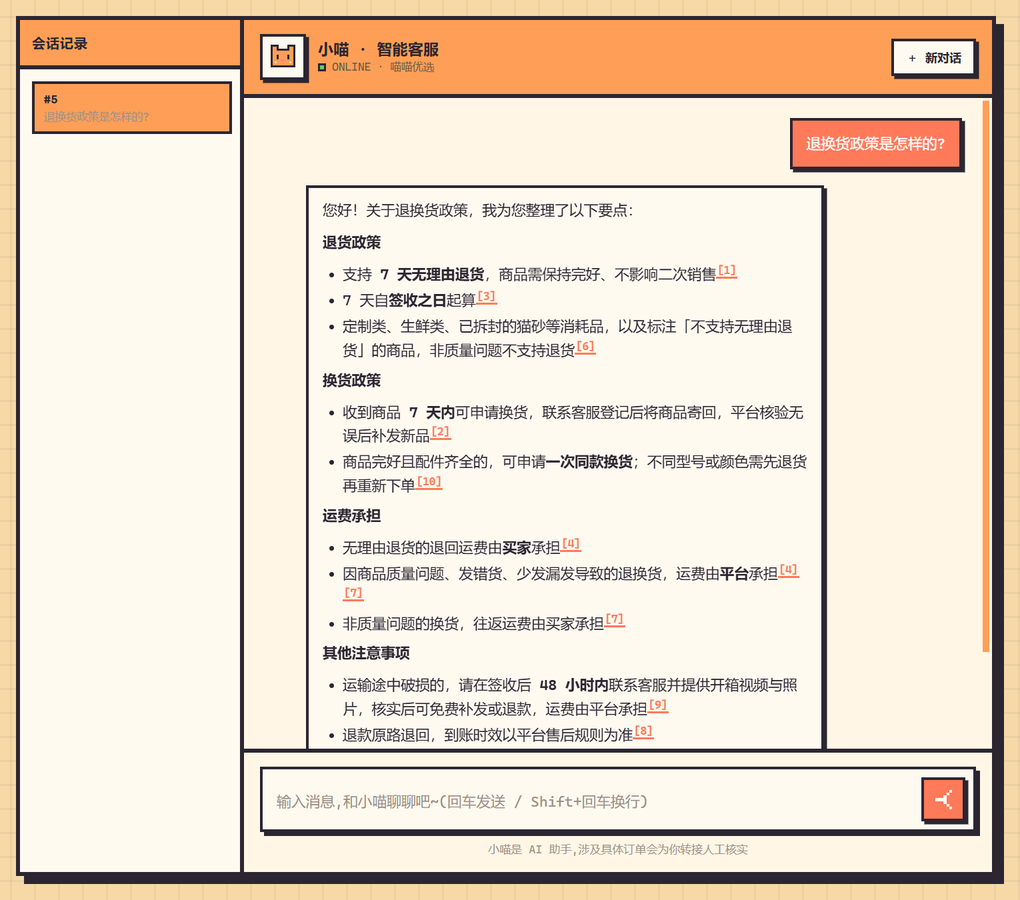 会话记录
#5
退换货政策是怎样的?
小喵 · 智能客服
ONLINE · 喵喵优选
+ 新对话
退换货政策是怎样的?
您好! 关于退换货政策, 我为您整理了以下要点:
退货政策
• 支持 7 天无理由退货, 商品需保持完好、不影响二次销售[1]
• 7 天自签收之日起算[3]
• 定制类、生鲜类、已拆封的猫砂等消耗品, 以及标注「不支持无理由退
货」的商品, 非质量问题不支持退货[6]
换货政策
• 收到商品 7 天内可申请换货, 联系客服登记后将商品寄回, 平台核验无
误后补发新品[2]
• 商品完好且配件齐全的, 可申请一次同款换货; 不同型号或颜色需先退货
再重新下单[10]
运费承担
• 无理由退货的退回运费由买家承担[4]
• 因商品质量问题、发错货、少发漏发导致的退换货, 运费由平台承担[4]
[7]
• 非质量问题的换货, 往返运费由买家承担[7]
其他注意事项
• 运输途中破损的, 请在签收后 48 小时内联系客服并提供开箱视频与照
片, 核实后可免费补发或退款, 运费由平台承担[9]
• 退款原路退回, 到账时效以平台售后规则为准[8]
输入消息,和小喵聊聊吧~(回车发送 / Shift+回车换行)
小喵是 AI 助手,涉及具体订单会为你转接人工核实